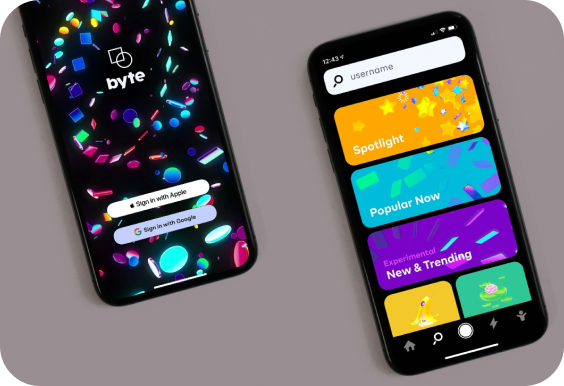 byte
Sign in with Apple
Sign in with Google
12:43
username
Spotlight
Popular Now
Experimental
New & Trending